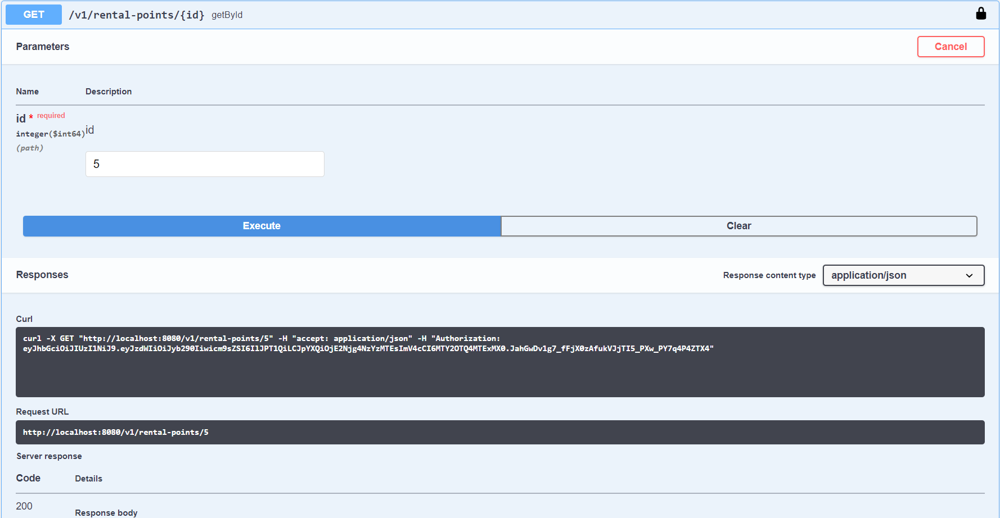 GET /v1/rental-points/{id} getById
Parameters
Cancel
Name Description
id * required
integer($int64)
(path)
id
5
Execute
Clear
Responses
Response content type application/json
Curl
curl -X GET "http://localhost:8080/v1/rental-points/5" -H "accept: application/json" -H "Authorization:
eyJhbGciOiJIUzI1NiJ9.eyJzdWIiOiJyb290Iiwicm9sZSI6IlJPT1QiLCJpYXQiOjE2Njg4NzYzMTEsImV4cCI6MTY2OTQ4MTExMX0.JahGwDv1g7_fFjX0zAfukVJjTI5_PXw_PY7q4P4ZTX4"
Request URL
http://localhost:8080/v1/rental-points/5
Server response
Code Details
200
Response body